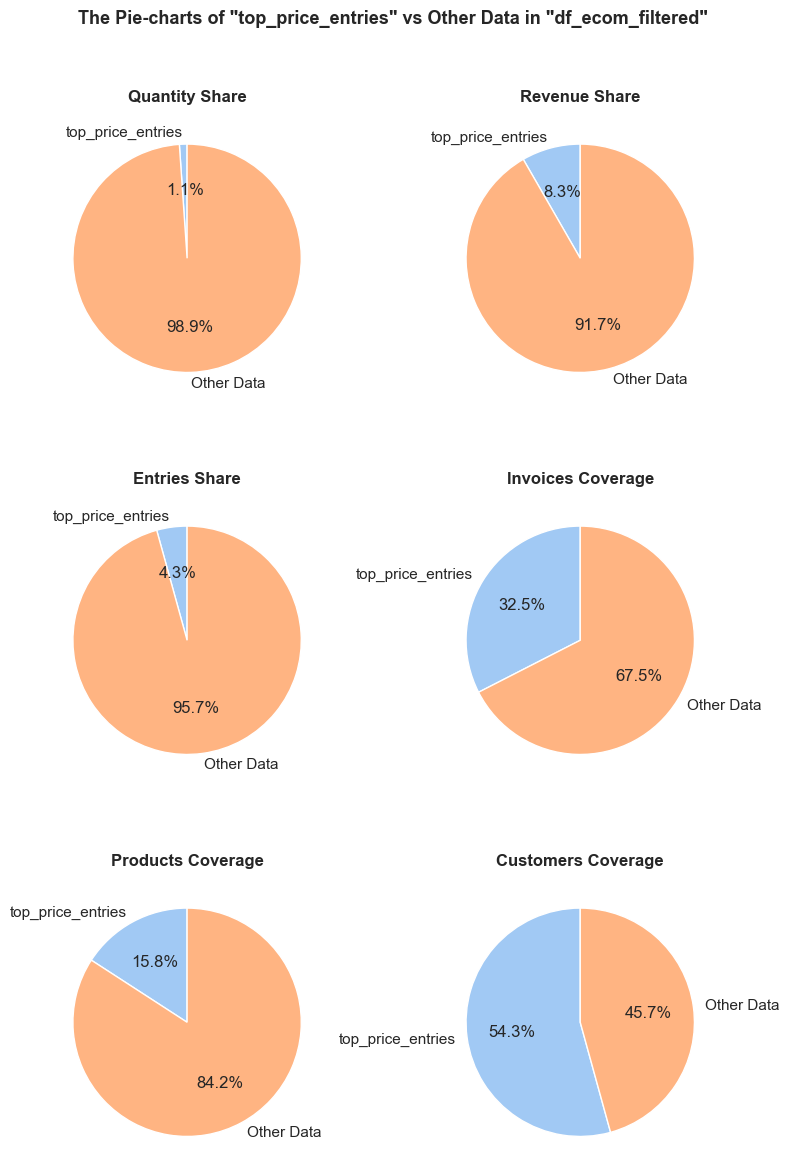 The Pie-charts of "top_price_entries" vs Other Data in "df_ecom_filtered"
Quantity Share
top_price_entries
1.1%
98.9%
Other Data
Revenue Share
top_price_entries
8.3%
91.7%
Other Data
Entries Share
top_price_entries
4.3%
95.7%
Other Data
Invoices Coverage
top_price_entries
32.5%
67.5%
Other Data
Products Coverage
top_price_entries
15.8%
84.2%
Other Data
Customers Coverage
Other Data
45.7%
54.3%
top_price_entries